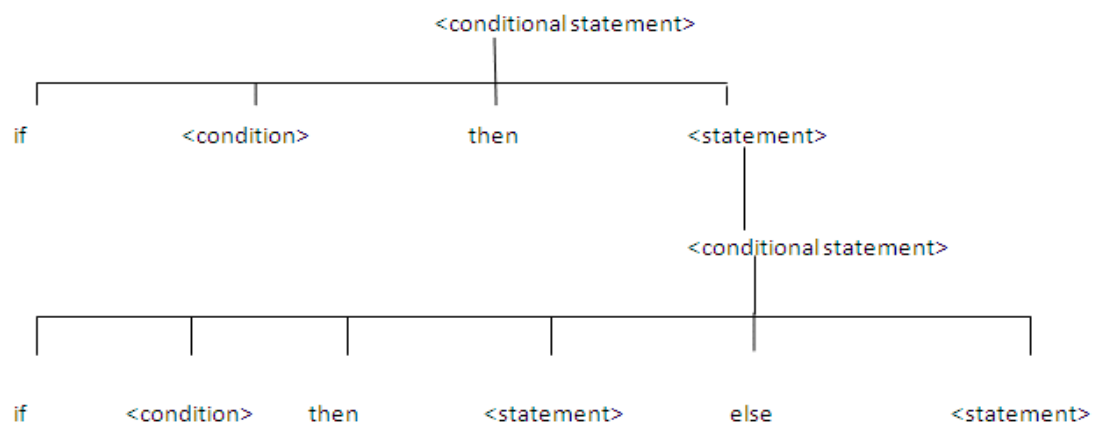 <conditional statement>
if <condition> then <statement>
<conditional statement>
if <condition> then <statement> else <statement>